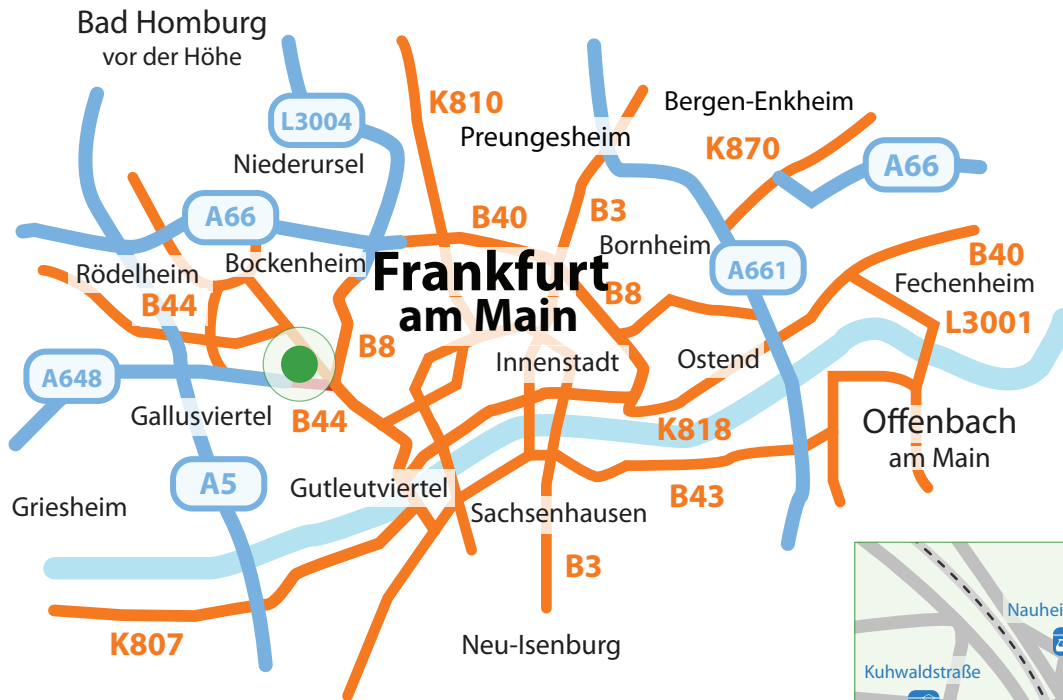 Bad Homburg
vor der Höhe
K810
Bergen-Enkheim
L3004
Preungesheim
K870
Niederursel
A66
A66
B40
B3
Bornheim
B40
Rödelheim
Bockenheim
Frankfurt
am Main
A661
Fechenheim
B44
B8
L3001
B8
Innenstadt
Ostend
A648
Gallusviertel
B44
K818
Offenbach
am Main
A5
Gutleutviertel
B43
Griesheim
Sachsenhausen
B3
K807
Neu-Isenburg
Nauhei
Kuhwaldstraße